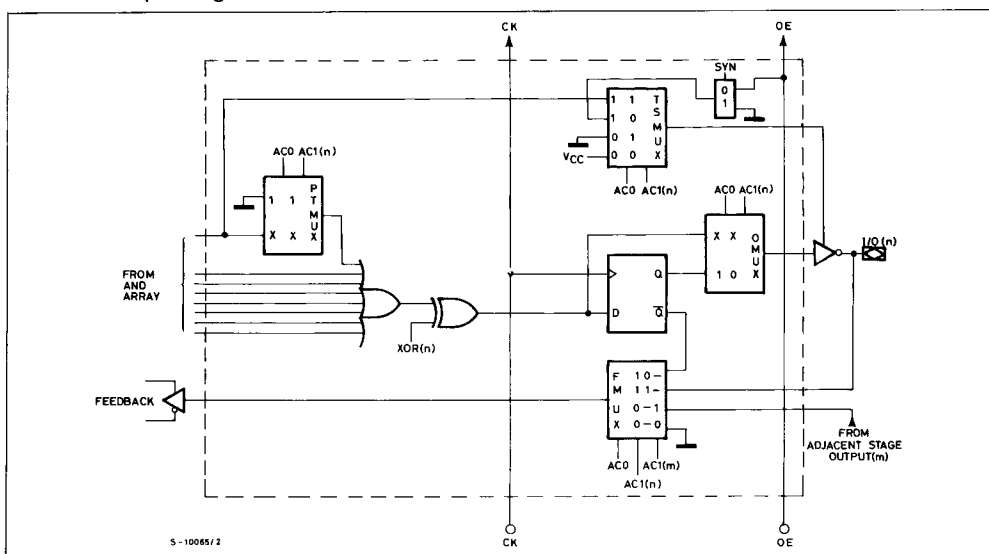 CK
OE
SYN
0
1
1 1 T
1 0 S
0 1 M
0 0 U
X
VCC
AC0 AC1(n)
AC0 AC1(n)
1 1
X X
P
T
M
U
X
AC0 AC1(n)
X X
1 0
O
M
U
X
I/O(n)
FROM
AND
ARRAY
XOR(n)
Q
D
Q̅
F 1 0 -
M 1 1 -
U 0 - 1
X 0 - 0
FEEDBACK
FROM
ADJACENT STAGE
OUTPUT(m)
AC0
AC1(n)
AC1(m)
S-10065/2
CK
OE